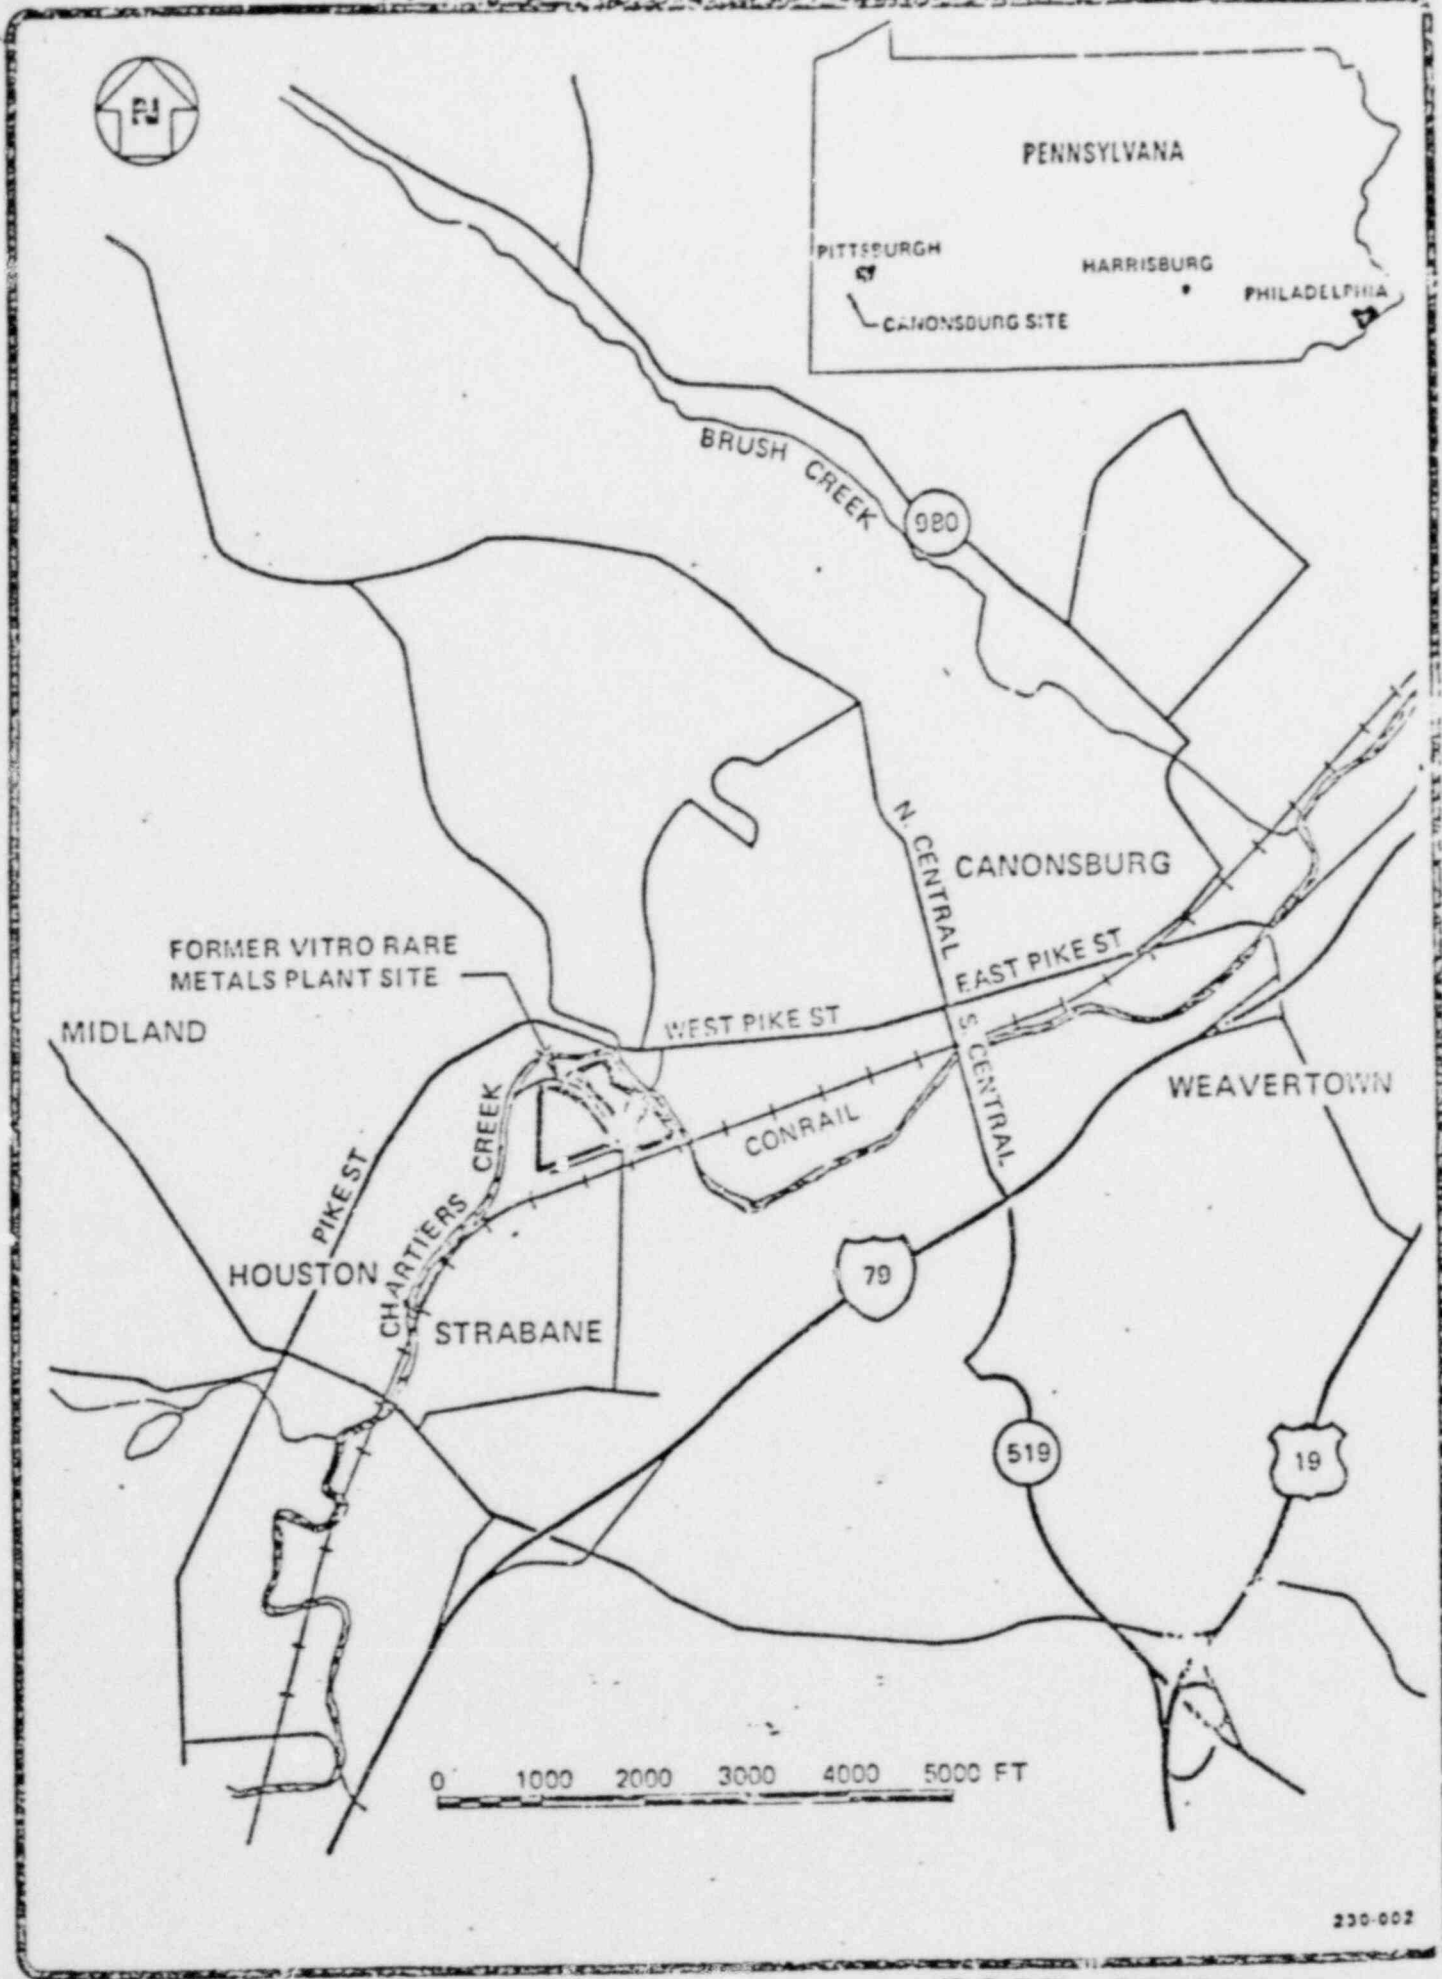 PENNSYLVANA
PITTSBURGH
HARRISBURG
PHILADELPHIA
CANONSBURG SITE
BRUSH CREEK
980
N. CENTRAL
CANONSBURG
FORMER VITRO RARE
METALS PLANT SITE
EAST PIKE ST
MIDLAND
WEST PIKE ST
S. CENTRAL
WEAVERTOWN
CONRAIL
PIKE ST
CHARTIERS CREEK
HOUSTON
79
STRABANE
519
19
0 1000 2000 3000 4000 5000 FT
230-002